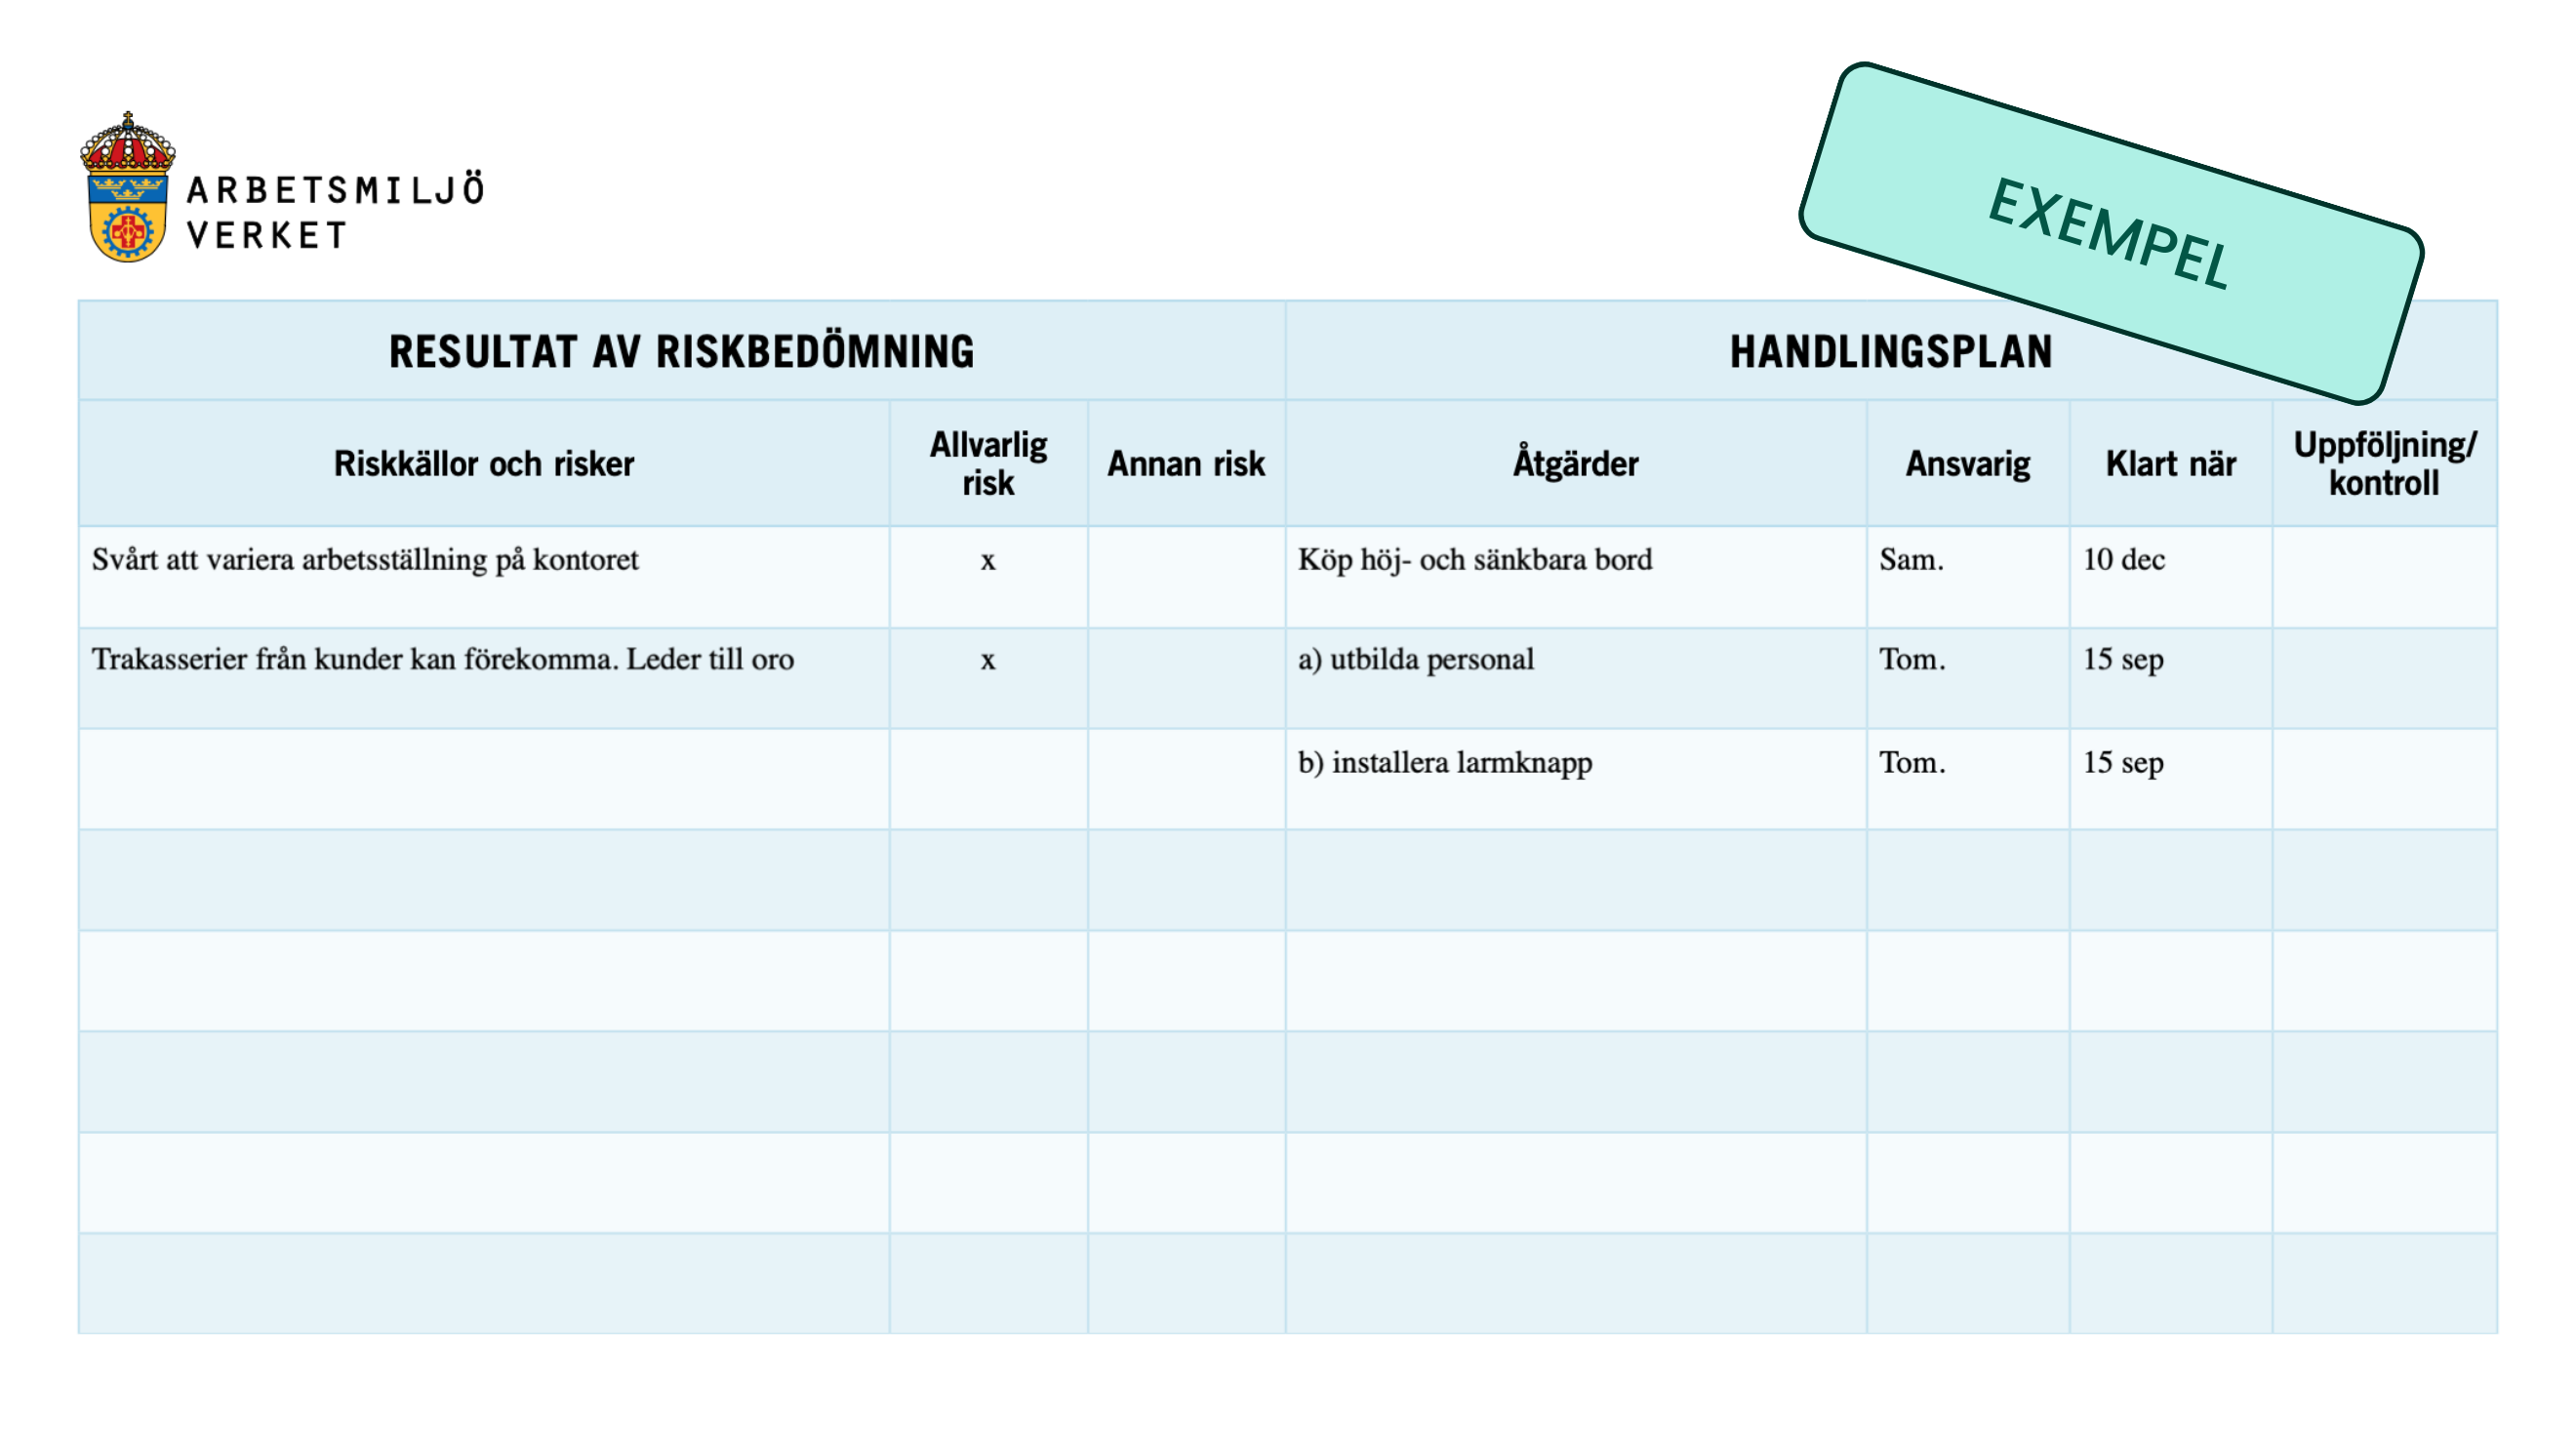 ARBETSMILJÖ
VERKET
EXEMPEL
RESULTAT AV RISKBEDÖMNING
HANDLINGSPLAN
Riskkällor och risker
Allvarlig
risk
Annan risk
Åtgärder
Ansvarig
Klart när
Uppföljning/
kontroll
Svårt att variera arbetsställning på kontoret
x
Köp höj- och sänkbara bord
Sam.
10 dec
Trakasserier från kunder kan förekomma. Leder till oro
x
a) utbilda personal
Tom.
15 sep
b) installera larmknapp
Tom.
15 sep